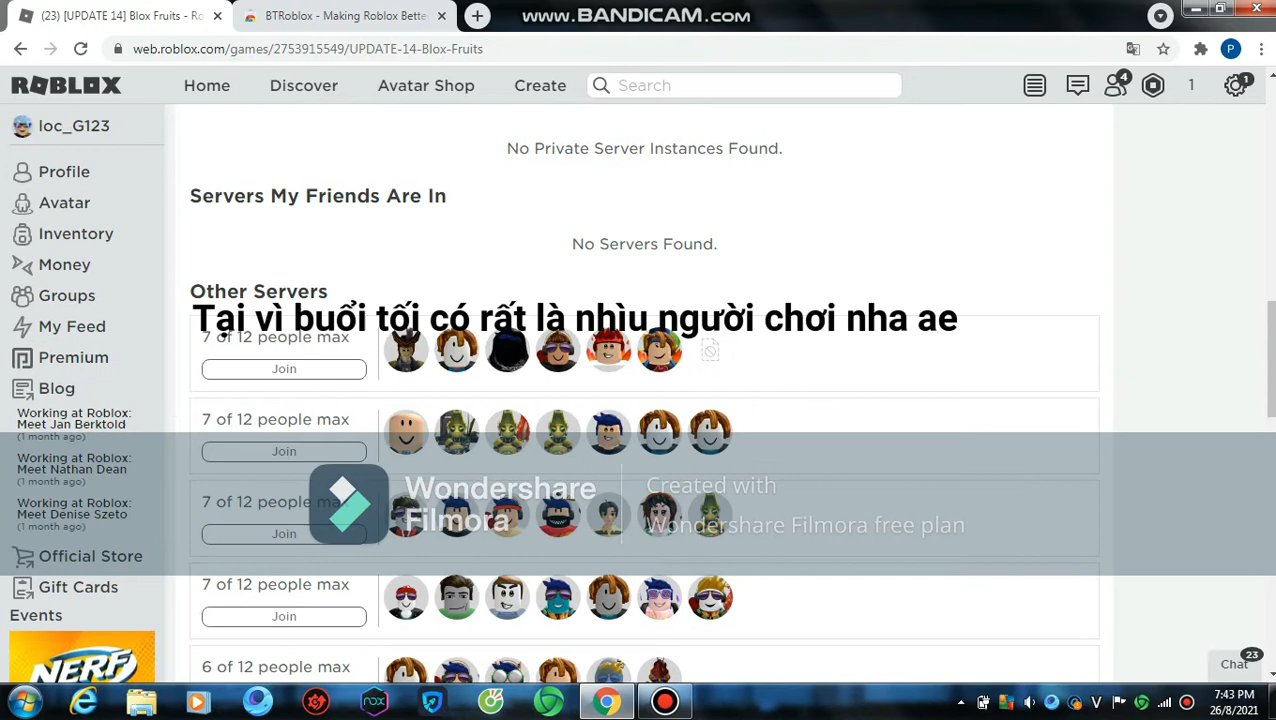 (23) [UPDATE 14] Blox Fruits - Ro
BTRoblox - Making Roblox Bette
www.BANDICAM.com
web.roblox.com/games/2753915549/UPDATE-14-Blox-Fruits
P
ROBLOX
Home
Discover
Avatar Shop
Create
Search
4
1
1
loc_G123
Profile
Avatar
Inventory
Money
Groups
My Feed
Premium
Blog
Working at Roblox:
Meet Jan Berktold
(1 month ago)
Working at Roblox:
Meet Nathan Dean
(1 month ago)
Working at Roblox:
Meet Denise Szeto
(1 month ago)
Official Store
Gift Cards
Events
NERF
No Private Server Instances Found.
Servers My Friends Are In
No Servers Found.
Other Servers
Tại vì buổi tối có rất là nhìu người chơi nha ae
7 of 12 people max
Join
7 of 12 people max
Join
7 of 12 people max
Join
Wondershare
Filmora
Created with
Wondershare Filmora free plan
7 of 12 people max
Join
6 of 12 people max
Chat
23
nox
V
7:43 PM
26/8/2021